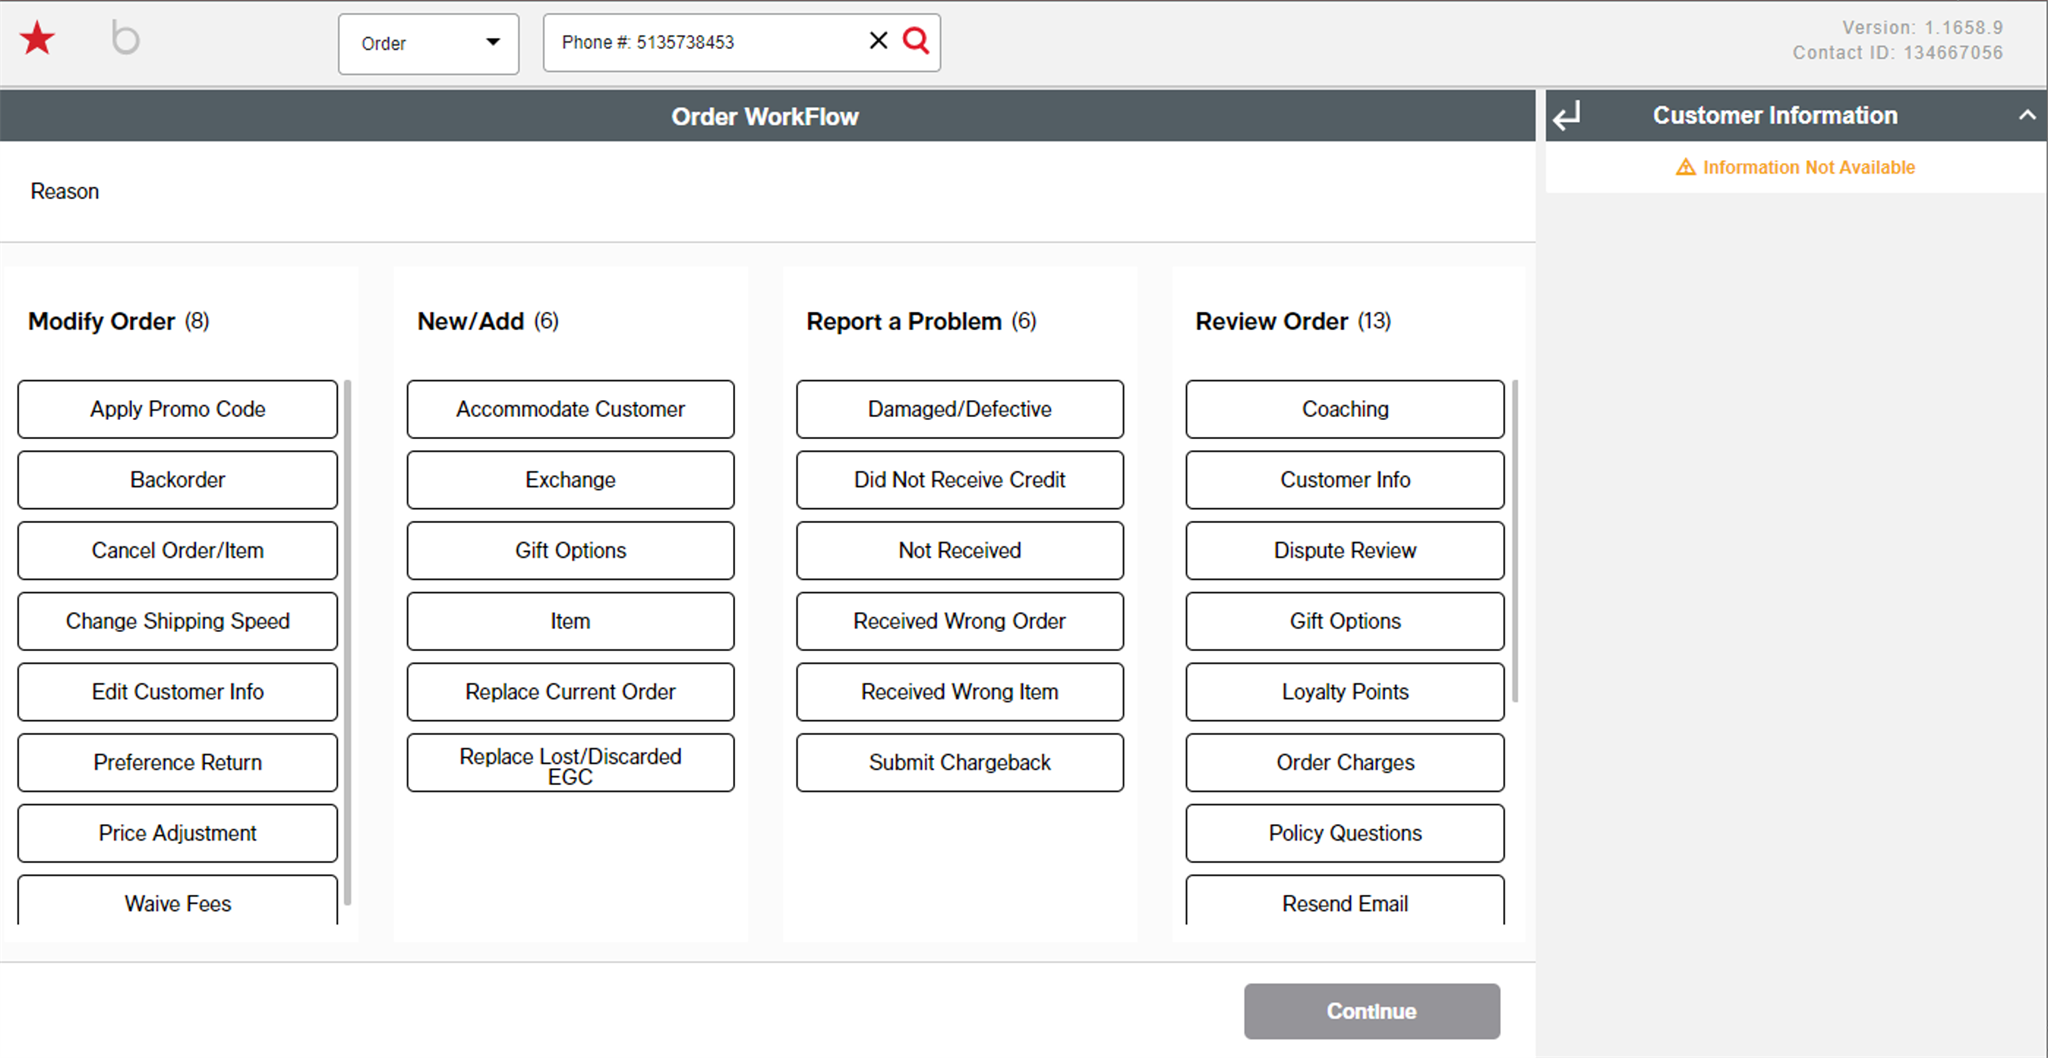 b
Order
Phone #: 5135738453
Version: 1.1658.9
Contact ID: 134667056
Order WorkFlow
Customer Information
Information Not Available
Reason
Modify Order (8)
Apply Promo Code
Backorder
Cancel Order/Item
Change Shipping Speed
Edit Customer Info
Preference Return
Price Adjustment
Waive Fees
New/Add (6)
Accommodate Customer
Exchange
Gift Options
Item
Replace Current Order
Replace Lost/Discarded
EGC
Report a Problem (6)
Damaged/Defective
Did Not Receive Credit
Not Received
Received Wrong Order
Received Wrong Item
Submit Chargeback
Review Order (13)
Coaching
Customer Info
Dispute Review
Gift Options
Loyalty Points
Order Charges
Policy Questions
Resend Email
Continue